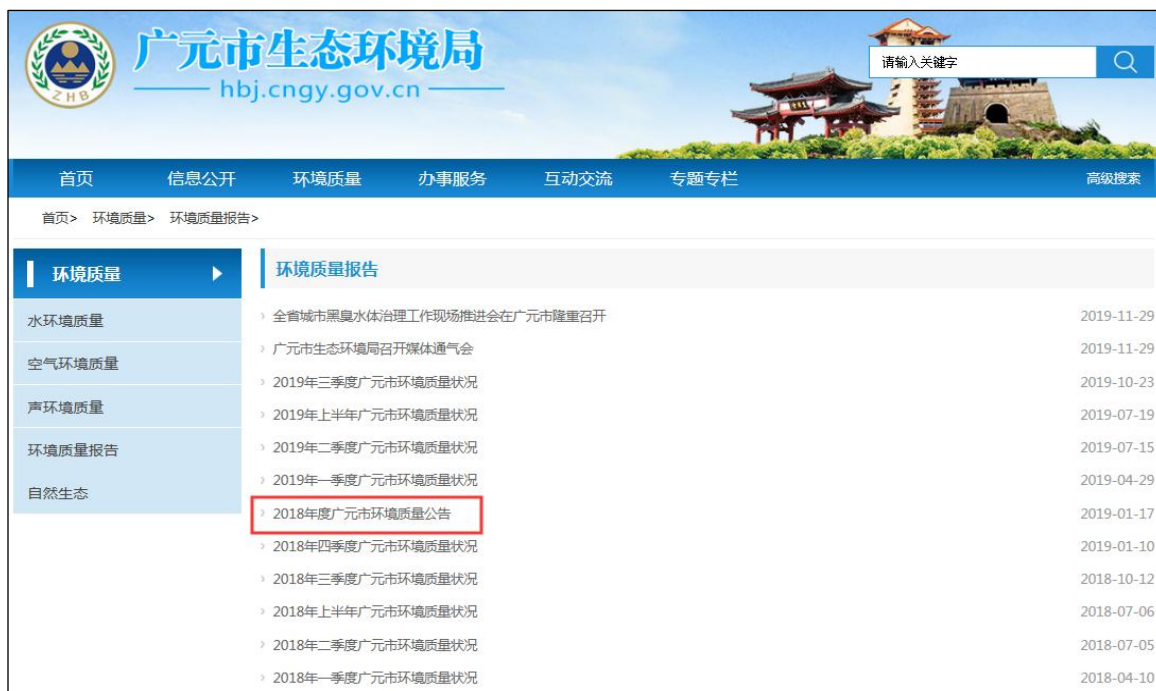 广元市生态环境局
hbj.cngy.gov.cn
ZHB
请输入关键字
首页 信息公开 环境质量 办事服务 互动交流 专题专栏 高级搜索
首页> 环境质量> 环境质量报告>
环境质量
水环境质量
空气环境质量
声环境质量
环境质量报告
自然生态
环境质量报告
全省城市黑臭水体治理工作现场推进会在广元市隆重召开 2019-11-29
广元市生态环境局召开媒体通气会 2019-11-29
2019年三季度广元市环境质量状况 2019-10-23
2019年上半年广元市环境质量状况 2019-07-19
2019年二季度广元市环境质量状况 2019-07-15
2019年一季度广元市环境质量状况 2019-04-29
2018年度广元市环境质量公告 2019-01-17
2018年四季度广元市环境质量状况 2019-01-10
2018年三季度广元市环境质量状况 2018-10-12
2018年上半年广元市环境质量状况 2018-07-06
2018年二季度广元市环境质量状况 2018-07-05
2018年一季度广元市环境质量状况 2018-04-10